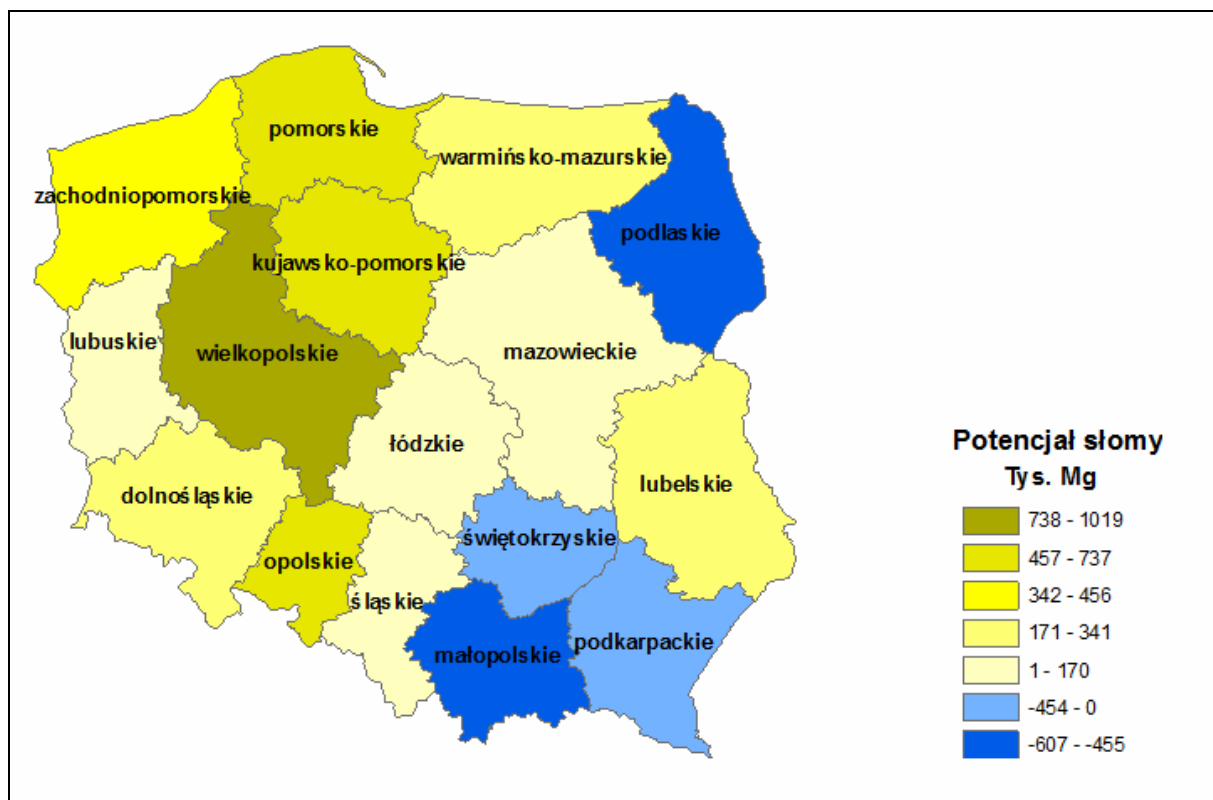 pomorskie
warmińsko-mazurskie
zachodniopomorskie
podlaskie
kujawsko-pomorskie
lubuskie
wielkopolskie
mazowieckie
łódzkie
dolnośląskie
lubelskie
opolskie
świętokrzyskie
śląskie
małopolskie
podkarpackie
Potencjał słomy
Tys. Mg
738 - 1019
457 - 737
342 - 456
171 - 341
1 - 170
-454 - 0
-607 - -455